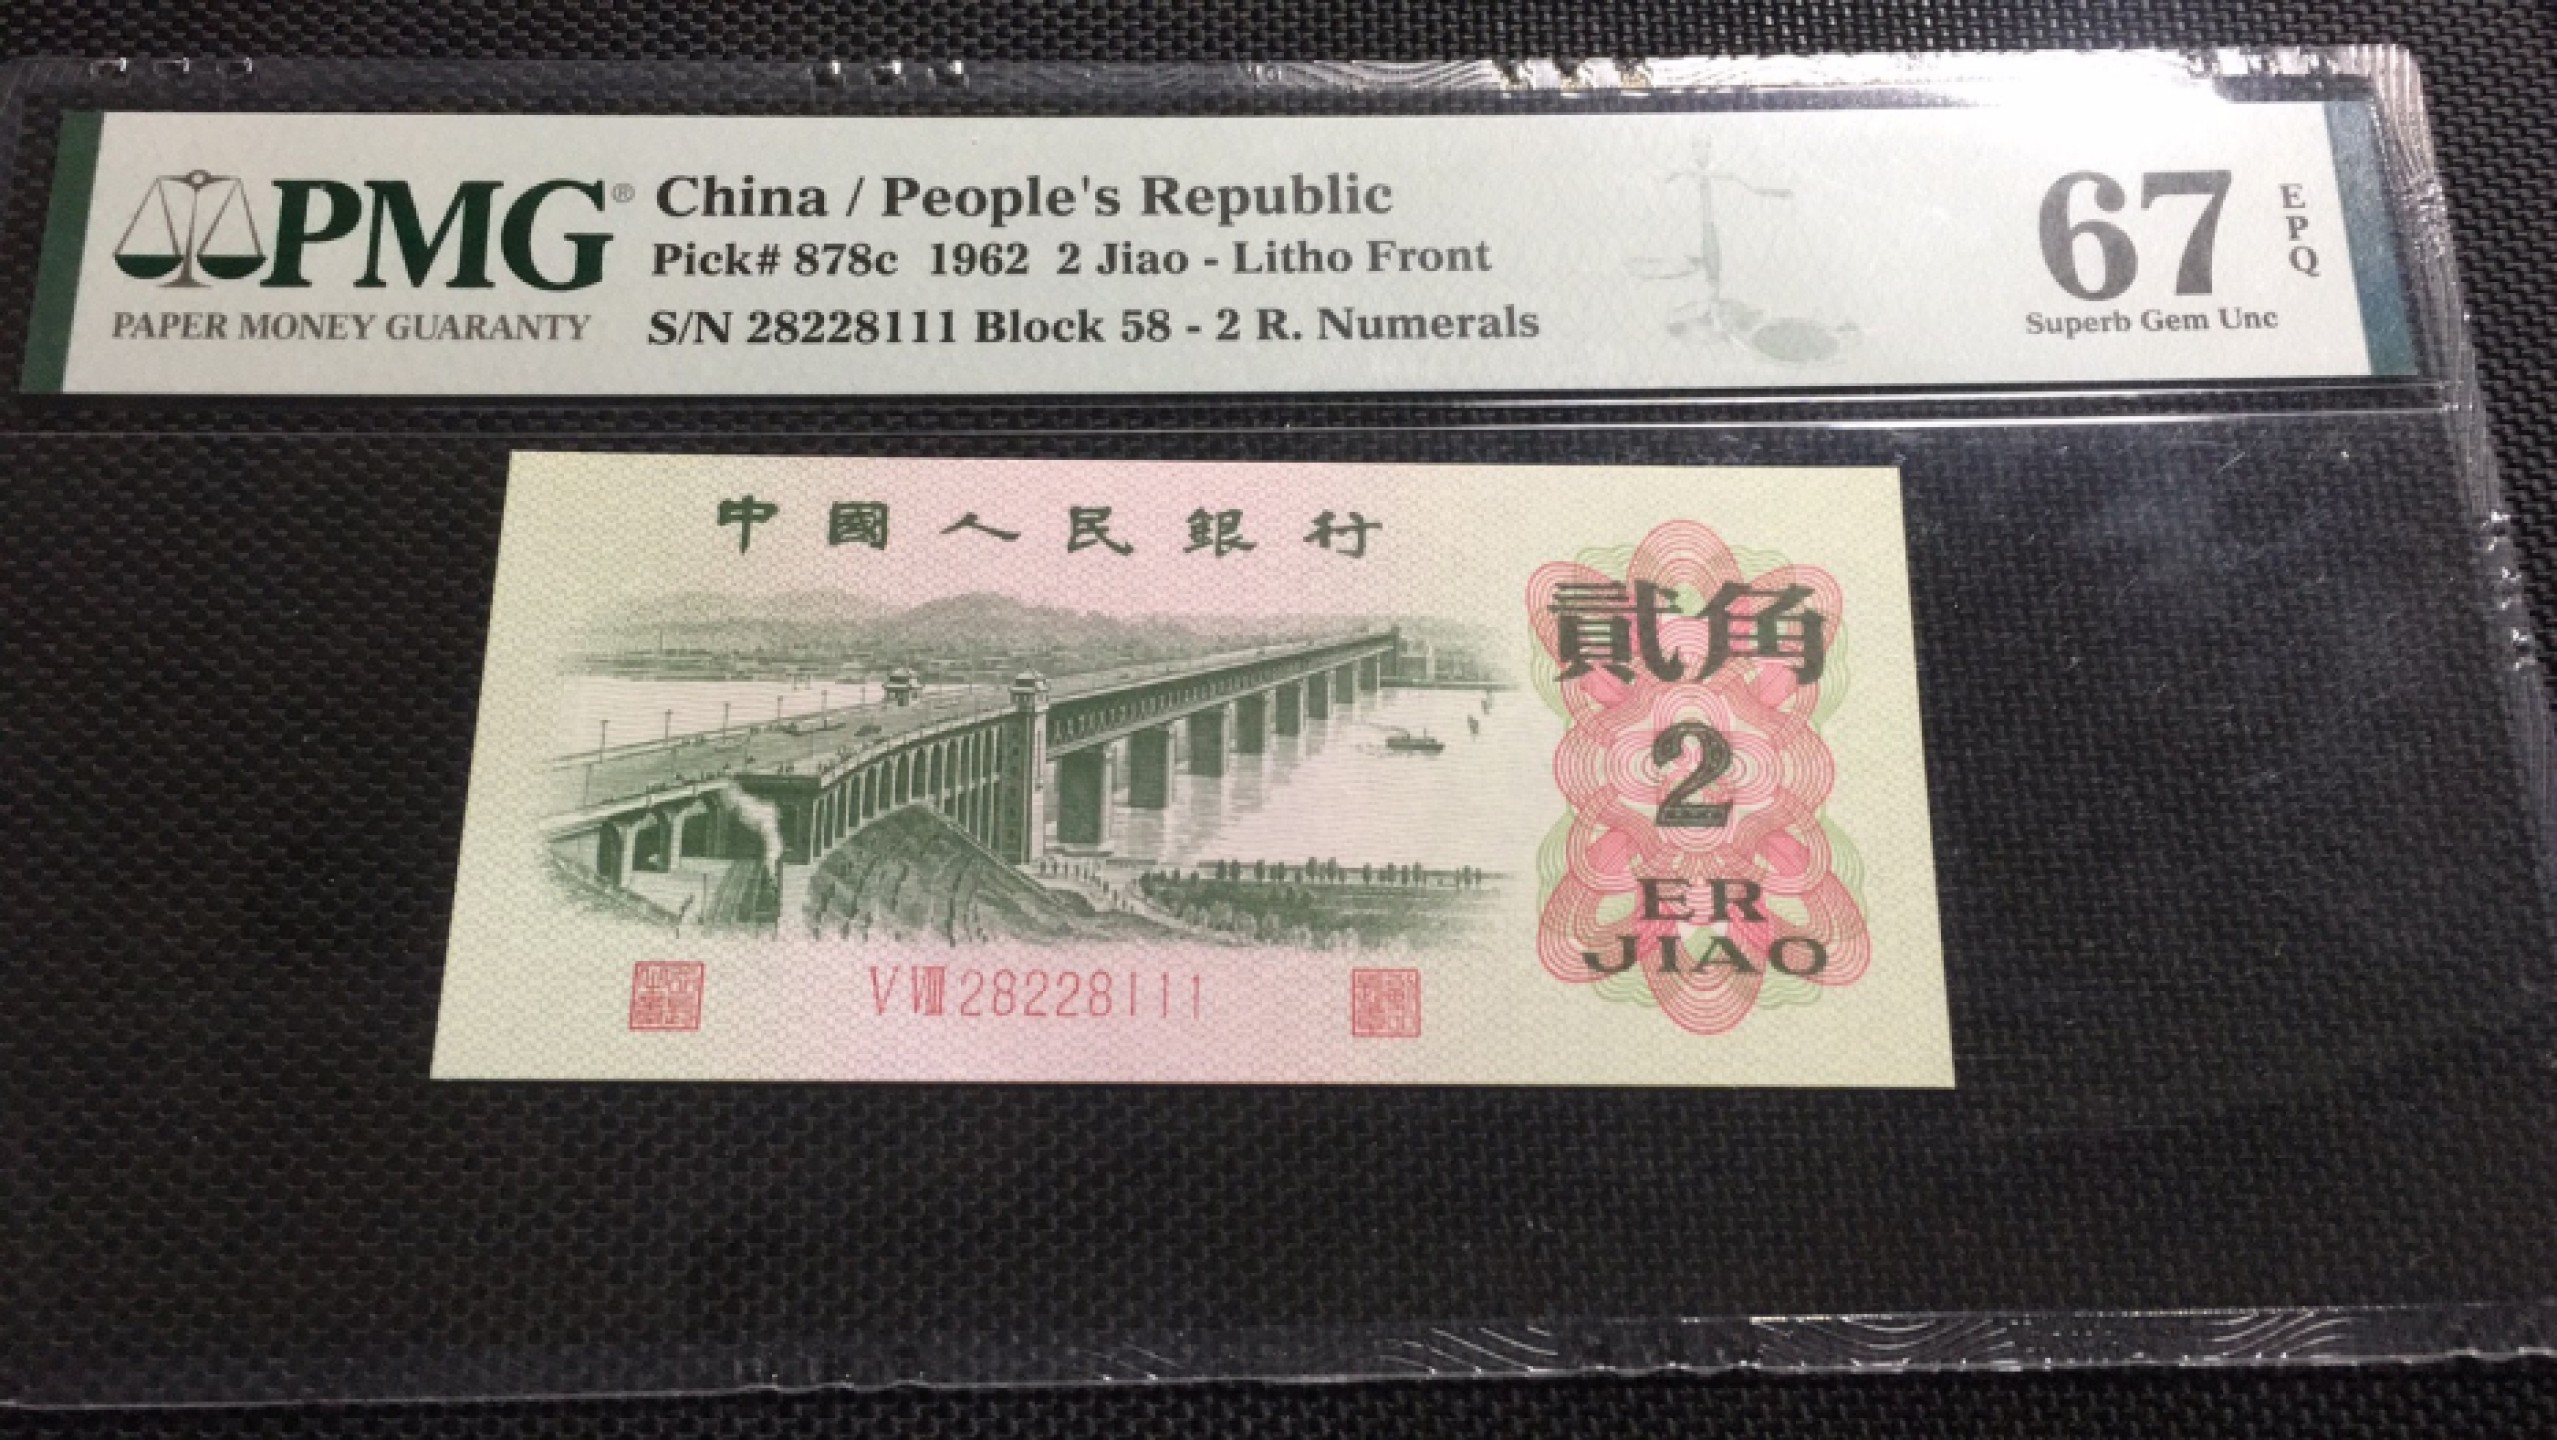 PMG®
PAPER MONEY GUARANTY
China / People's Republic
Pick# 878c 1962 2 Jiao - Litho Front
S/N 28228111 Block 58 - 2 R. Numerals
67
EPQ
Superb Gem Unc
中國人民銀行
貳角
2
ER
JIAO
V VIII 28228111